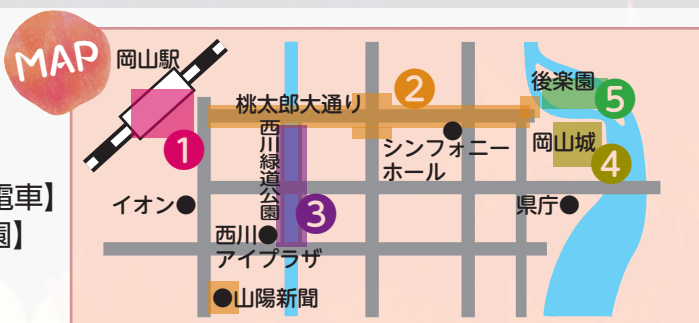 MAP
岡山駅
1
桃太郎大通り
2
後楽園
5
西川緑道公園
シンフォニー
ホール
岡山城
4
電車】
園】
イオン
3
県庁
西川
アイプラザ
山陽新聞